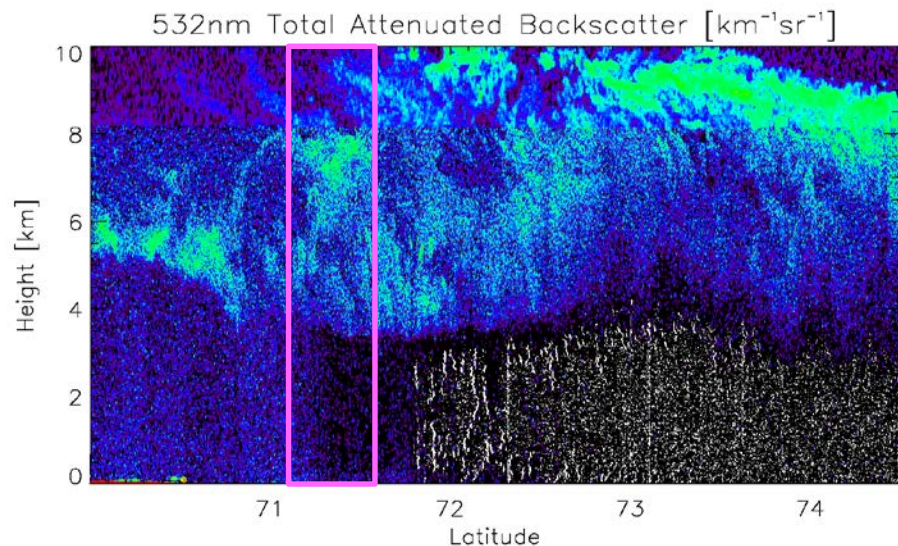 532nm Total Attenuated Backscatter [km⁻¹sr⁻¹]
10
8
6
4
2
0
Height [km]
71 72 73 74
Latitude